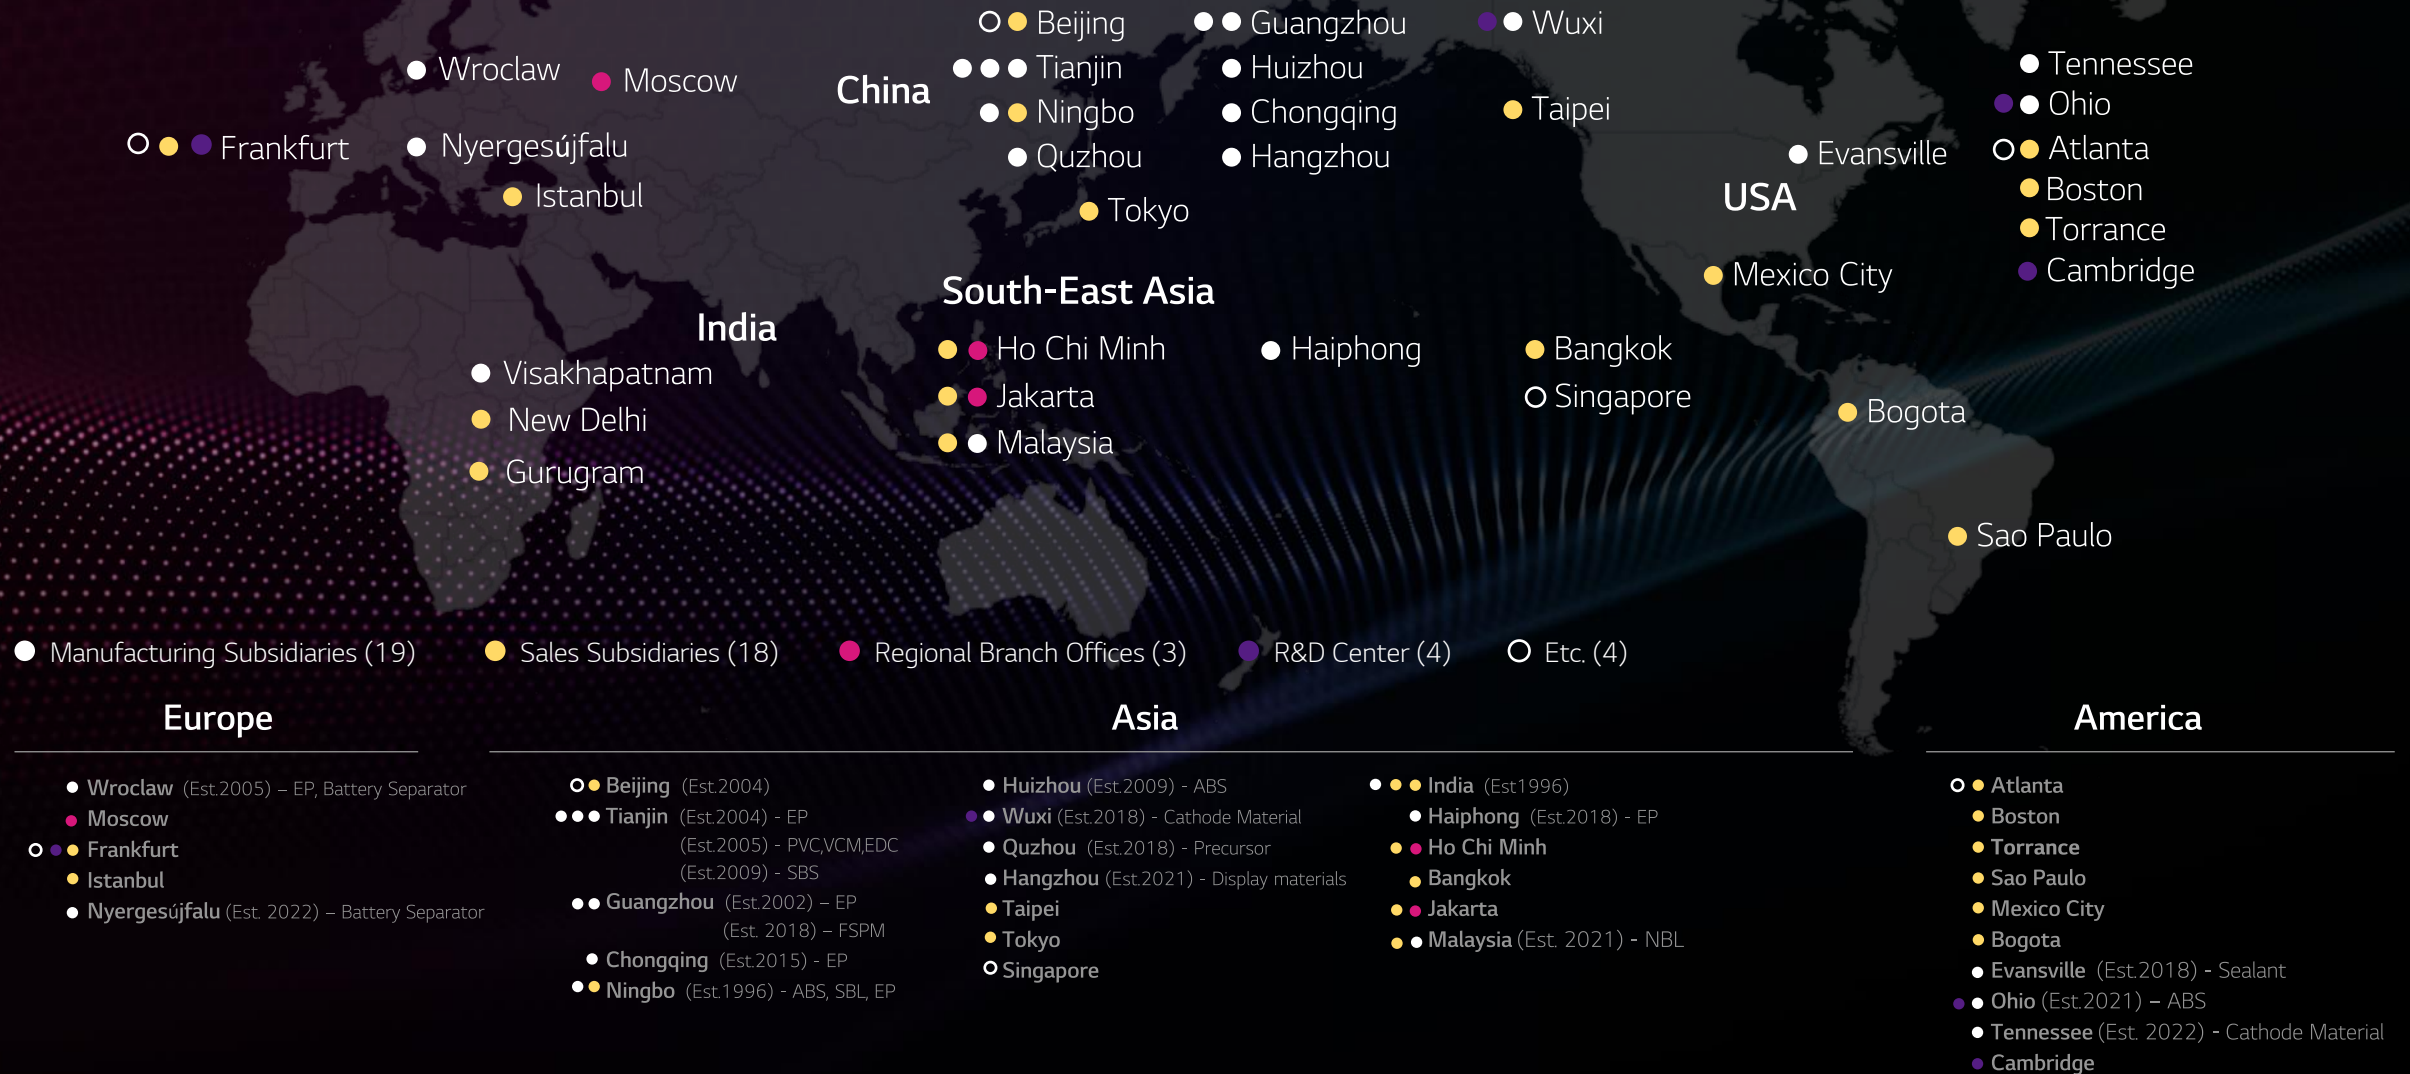 Beijing
Guangzhou
Wuxi
Wroclaw
Moscow
China
Tianjin
Huizhou
Tennessee
Ningbo
Chongqing
Taipei
Ohio
Frankfurt
Nyergesújfalu
Quzhou
Hangzhou
Evansville
Atlanta
Istanbul
Tokyo
USA
Boston
Torrance
Mexico City
Cambridge
South-East Asia
India
Ho Chi Minh
Haiphong
Bangkok
Visakhapatnam
Jakarta
Singapore
New Delhi
Malaysia
Bogota
Gurugram
Sao Paulo
Manufacturing Subsidiaries (19)
Sales Subsidiaries (18)
Regional Branch Offices (3)
R&D Center (4)
Etc. (4)
Europe
Wroclaw (Est.2005) – EP, Battery Separator
Moscow
Frankfurt
Istanbul
Nyergesújfalu (Est. 2022) – Battery Separator
Asia
Beijing (Est.2004)
Tianjin (Est.2004) - EP
(Est.2005) - PVC,VCM,EDC
(Est.2009) - SBS
Guangzhou (Est.2002) – EP
(Est. 2018) – FSPM
Chongqing (Est.2015) - EP
Ningbo (Est.1996) - ABS, SBL, EP
Huizhou (Est.2009) - ABS
Wuxi (Est.2018) - Cathode Material
Quzhou (Est.2018) - Precursor
Hangzhou (Est.2021) - Display materials
Taipei
Tokyo
Singapore
India (Est1996)
Haiphong (Est.2018) - EP
Ho Chi Minh
Bangkok
Jakarta
Malaysia (Est. 2021) - NBL
America
Atlanta
Boston
Torrance
Sao Paulo
Mexico City
Bogota
Evansville (Est.2018) - Sealant
Ohio (Est.2021) – ABS
Tennessee (Est. 2022) - Cathode Material
Cambridge